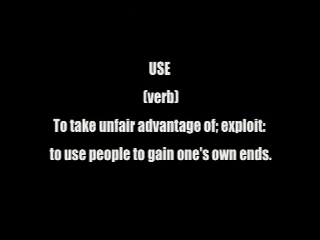 USE
(verb)
To take unfair advantage of; exploit:
to use people to gain one's own ends.